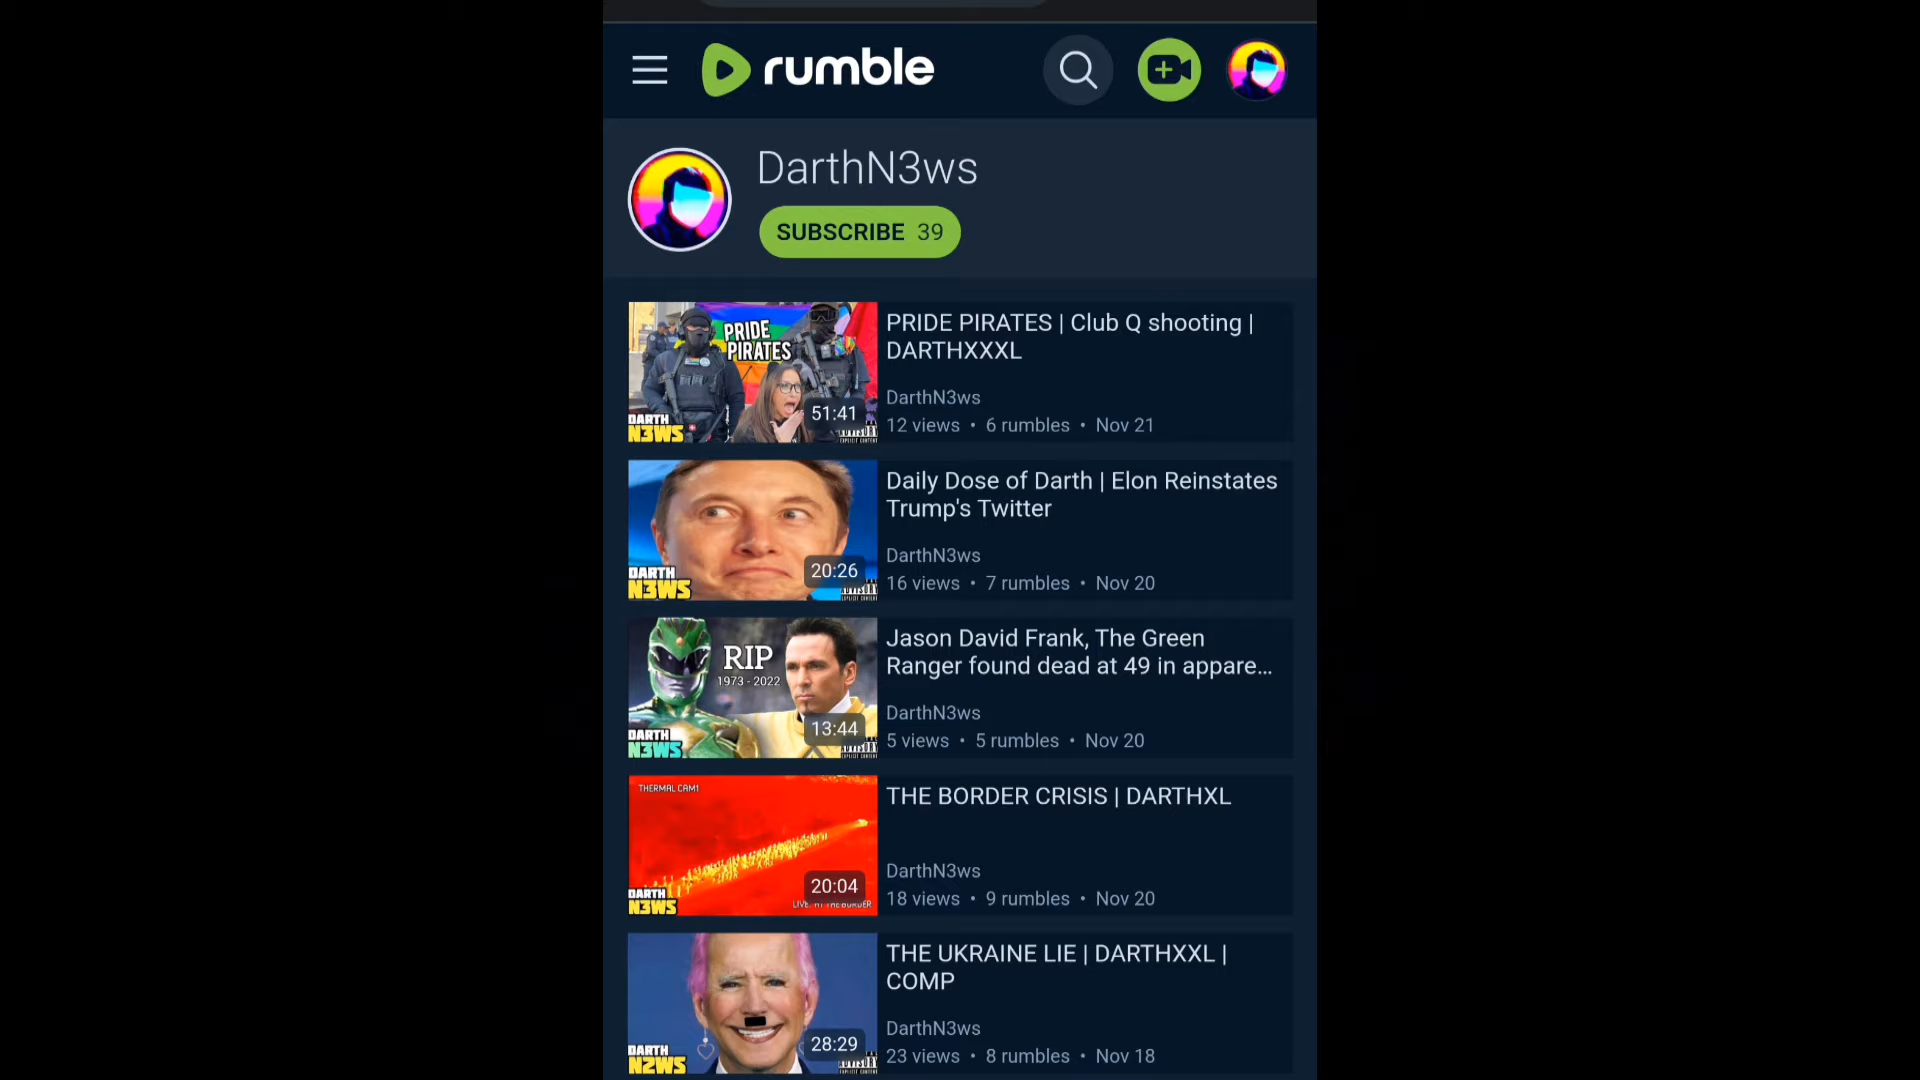 rumble
DarthN3ws
SUBSCRIBE 39
PRIDE
PIRATES
DARTH
N3WS
51:41
PRIDE PIRATES | Club Q shooting |
DARTHXXXL
DarthN3ws
12 views • 6 rumbles • Nov 21
DARTH
N3WS
20:26
Daily Dose of Darth | Elon Reinstates
Trump's Twitter
DarthN3ws
16 views • 7 rumbles • Nov 20
RIP
1973 - 2022
DARTH
N3WS
13:44
Jason David Frank, The Green
Ranger found dead at 49 in appare...
DarthN3ws
5 views • 5 rumbles • Nov 20
THERMAL CAM1
DARTH
N3WS
20:04
LIVE: AT THE BORDER
THE BORDER CRISIS | DARTHXL
DarthN3ws
18 views • 9 rumbles • Nov 20
DARTH
28:29
THE UKRAINE LIE | DARTHXXL |
COMP
DarthN3ws
23 views • 8 rumbles • Nov 18